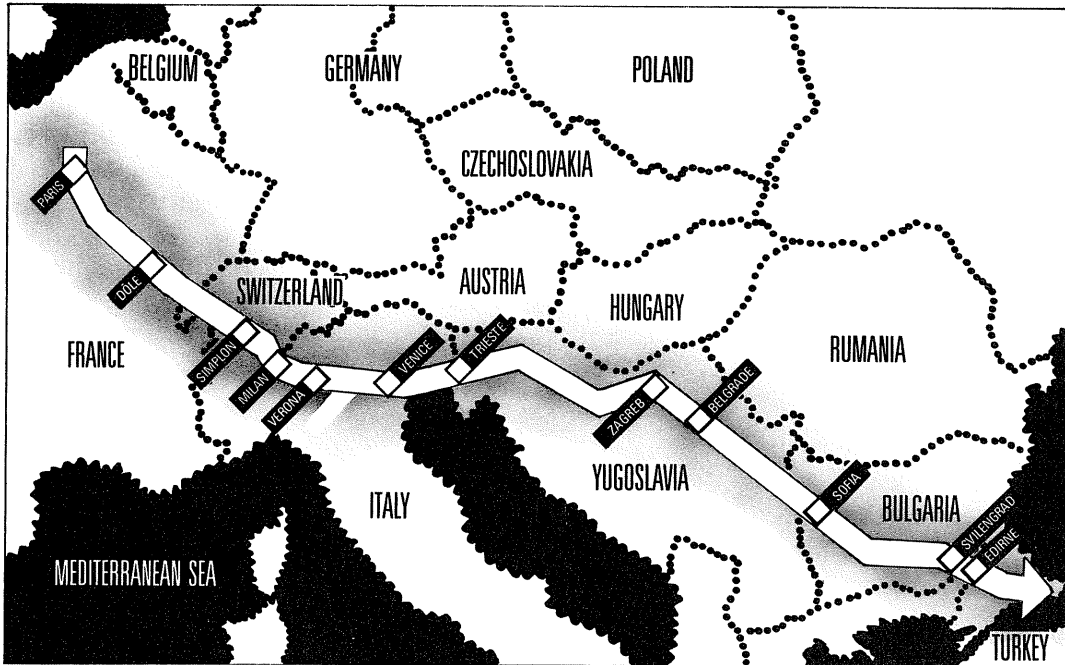 BELGIUM
GERMANY
POLAND
CZECHOSLOVAKIA
PARIS
DOLE
SWITZERLAND
AUSTRIA
HUNGARY
FRANCE
SIMPLON
MILAN
VERONA
VENICE
TRIESTE
RUMANIA
ZAGREB
BELGRADE
YUGOSLAVIA
ITALY
SOFIA
BULGARIA
SVILENGRAD
EDIRNE
MEDITERRANEAN SEA
TURKEY